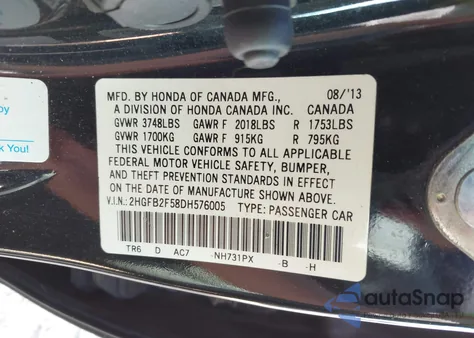 MFD. BY HONDA OF CANADA MFG., 08/'13
A DIVISION OF HONDA CANADA INC. CANADA
GVWR 3748LBS GAWR F 2018LBS R 1753LBS
GVWR 1700KG GAWR F 915KG R 795KG
THIS VEHICLE CONFORMS TO ALL APPLICABLE
FEDERAL MOTOR VEHICLE SAFETY, BUMPER,
AND THEFT PREVENTION STANDARDS IN EFFECT
ON THE DATE OF MANUFACTURE SHOWN ABOVE.
V.I.N.: 2HGFB2F58DH576005 TYPE: PASSENGER CAR
TR6 D AC7 -NH731PX -B -H
by
You!
autoSnap